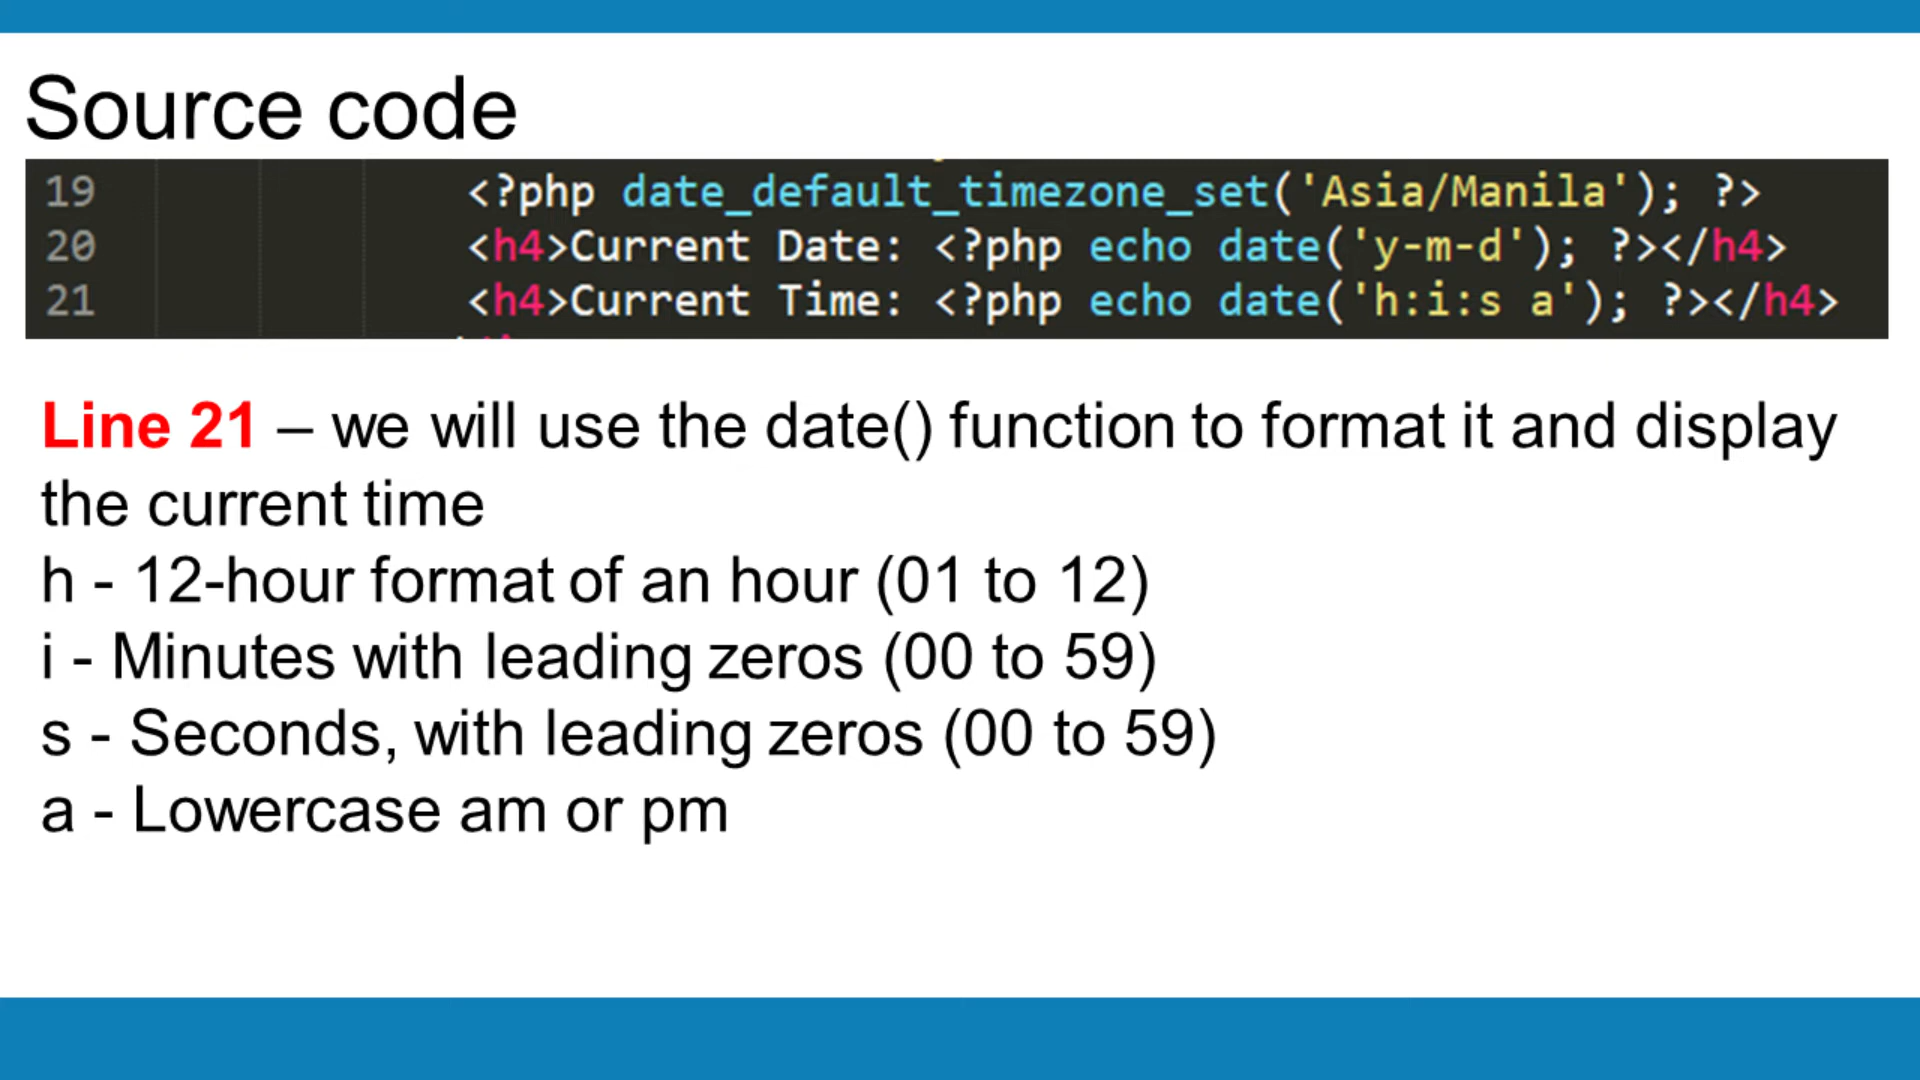 Source code
19 <?php date_default_timezone_set('Asia/Manila'); ?>
20 <h4>Current Date: <?php echo date('y-m-d'); ?></h4>
21 <h4>Current Time: <?php echo date('h:i:s a'); ?></h4>
Line 21 – we will use the date() function to format it and display
the current time
h - 12-hour format of an hour (01 to 12)
i - Minutes with leading zeros (00 to 59)
s - Seconds, with leading zeros (00 to 59)
a - Lowercase am or pm